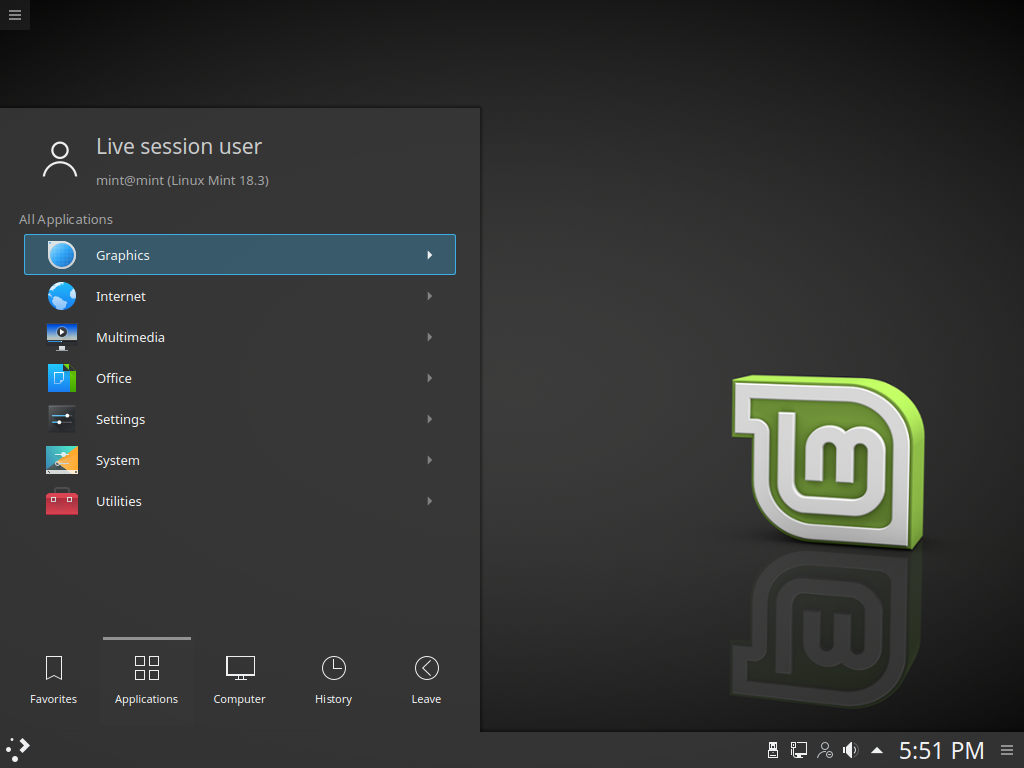 Live session user
mint@mint (Linux Mint 18.3)
All Applications
Graphics
Internet
Multimedia
Office
Settings
System
Utilities
Favorites Applications Computer History Leave
5:51 PM